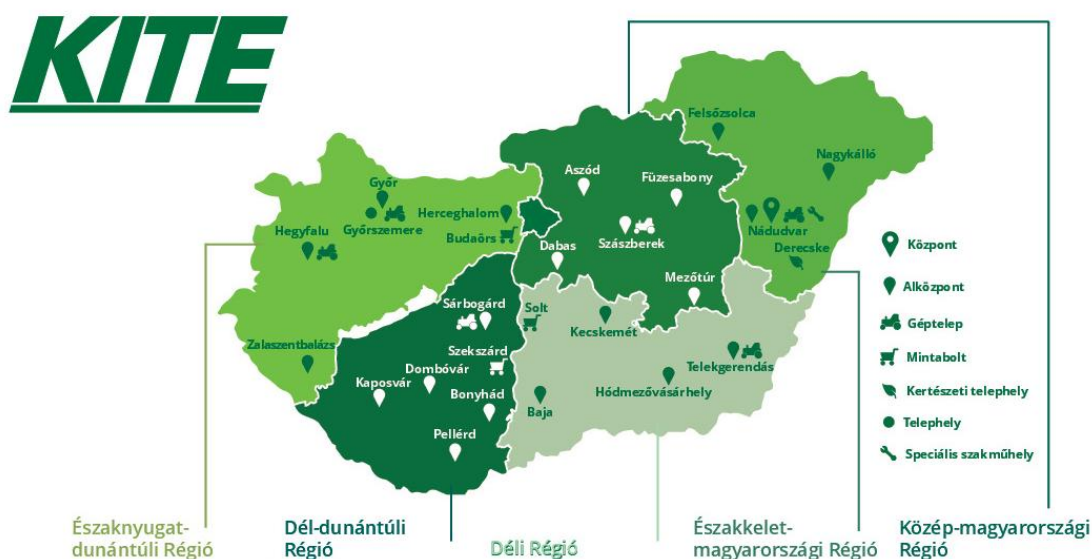 KITE
Felsőzsolca
Nagykálló
Aszód
Füzesabony
Győr
Győrszemere
Herceghalom
Budaörs
Hegyfalu
Szászberek
Nádudvar
Derecske
Dabas
Mezőtúr
Sárbogárd
Solt
Kecskemét
Zalaszentbalázs
Szekszárd
Dombóvár
Kaposvár
Bonyhád
Telekgerendás
Hódmezővásárhely
Baja
Pellérd
Központ
Alközpont
Géptelep
Mintabolt
Kertészeti telephely
Telephely
Speciális szakműhely
Északnyugat-
dunántúli Régió
Dél-dunántúli
Régió
Déli Régió
Északkelet-
magyarországi Régió
Közép-magyarországi
Régió